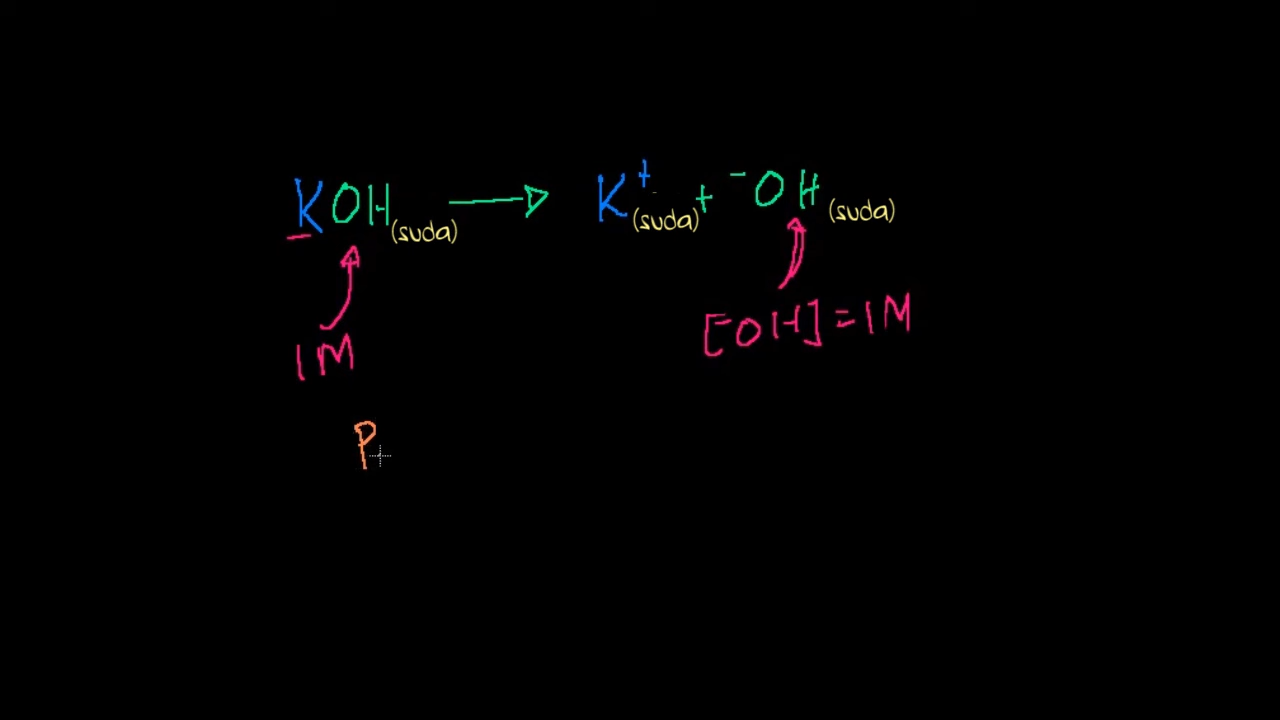 KOH(suda) → K⁺(suda) + ⁻OH(suda)
1M
[⁻OH] = 1M
P